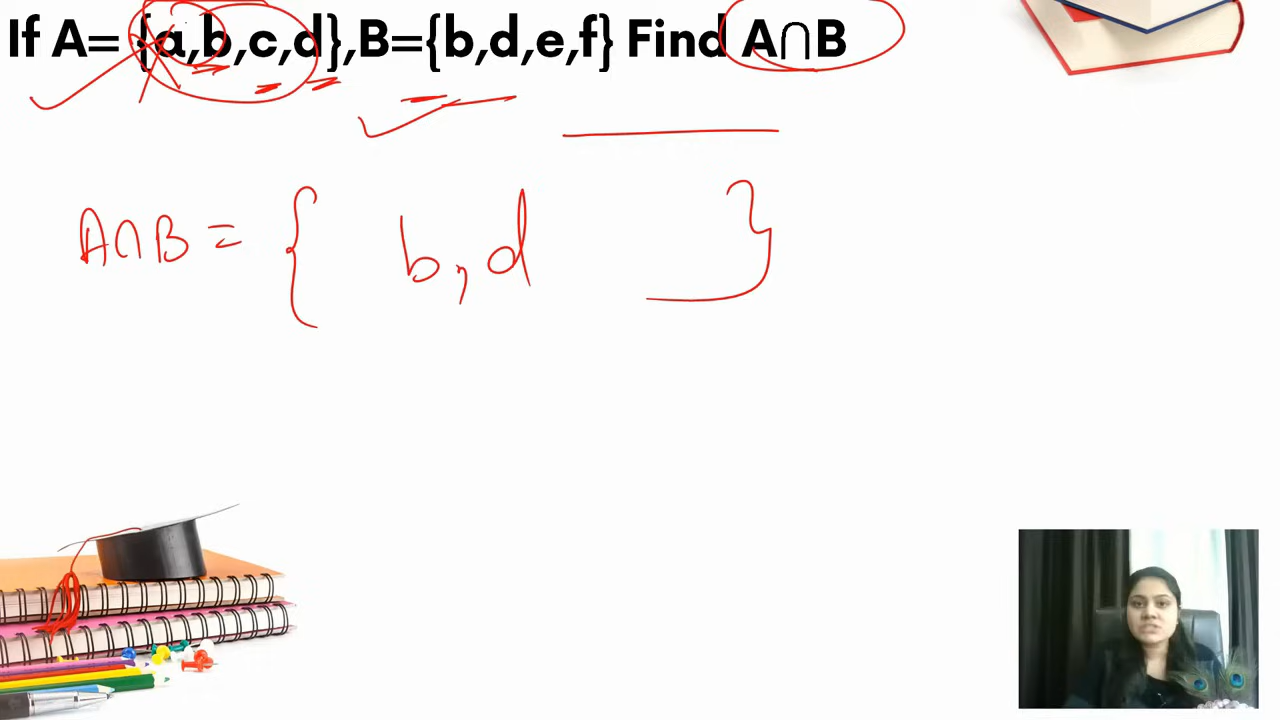 If A= {a,b,c,d},B={b,d,e,f} Find A∩B
A∩B = { b, d }